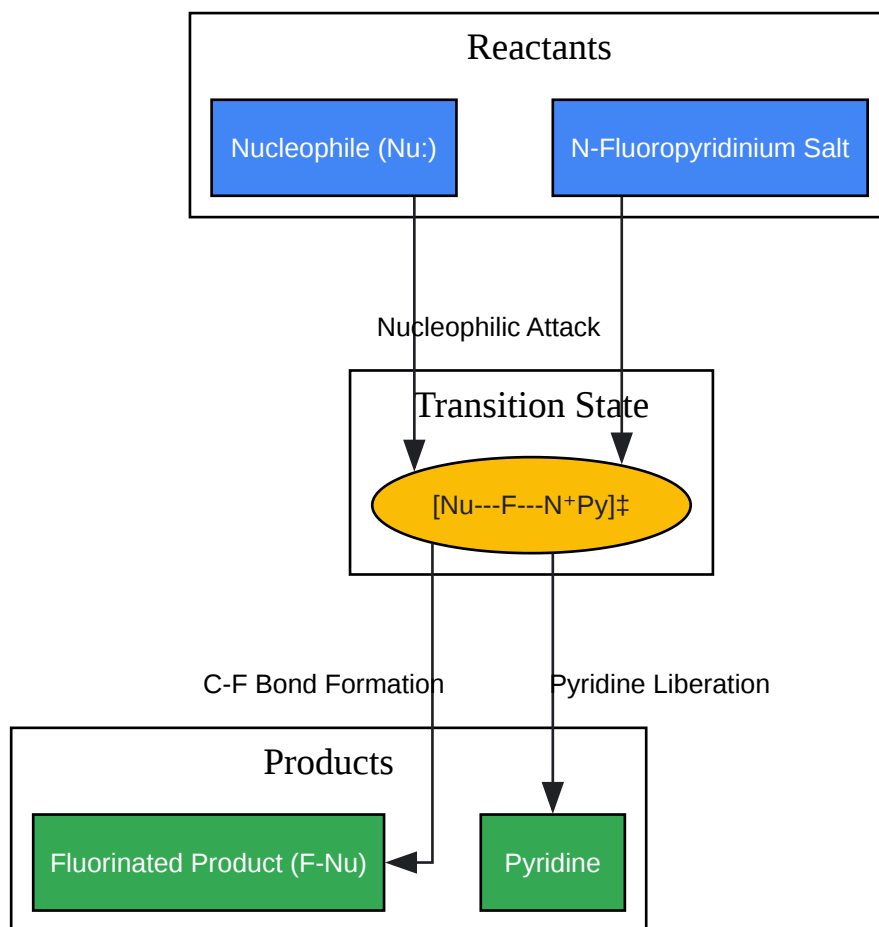 Reactants
Nucleophile (Nu:)
N-Fluoropyridinium Salt
Nucleophilic Attack
Transition State
[Nu---F---N⁺Py]‡
C-F Bond Formation
Pyridine Liberation
Products
Fluorinated Product (F-Nu)
Pyridine